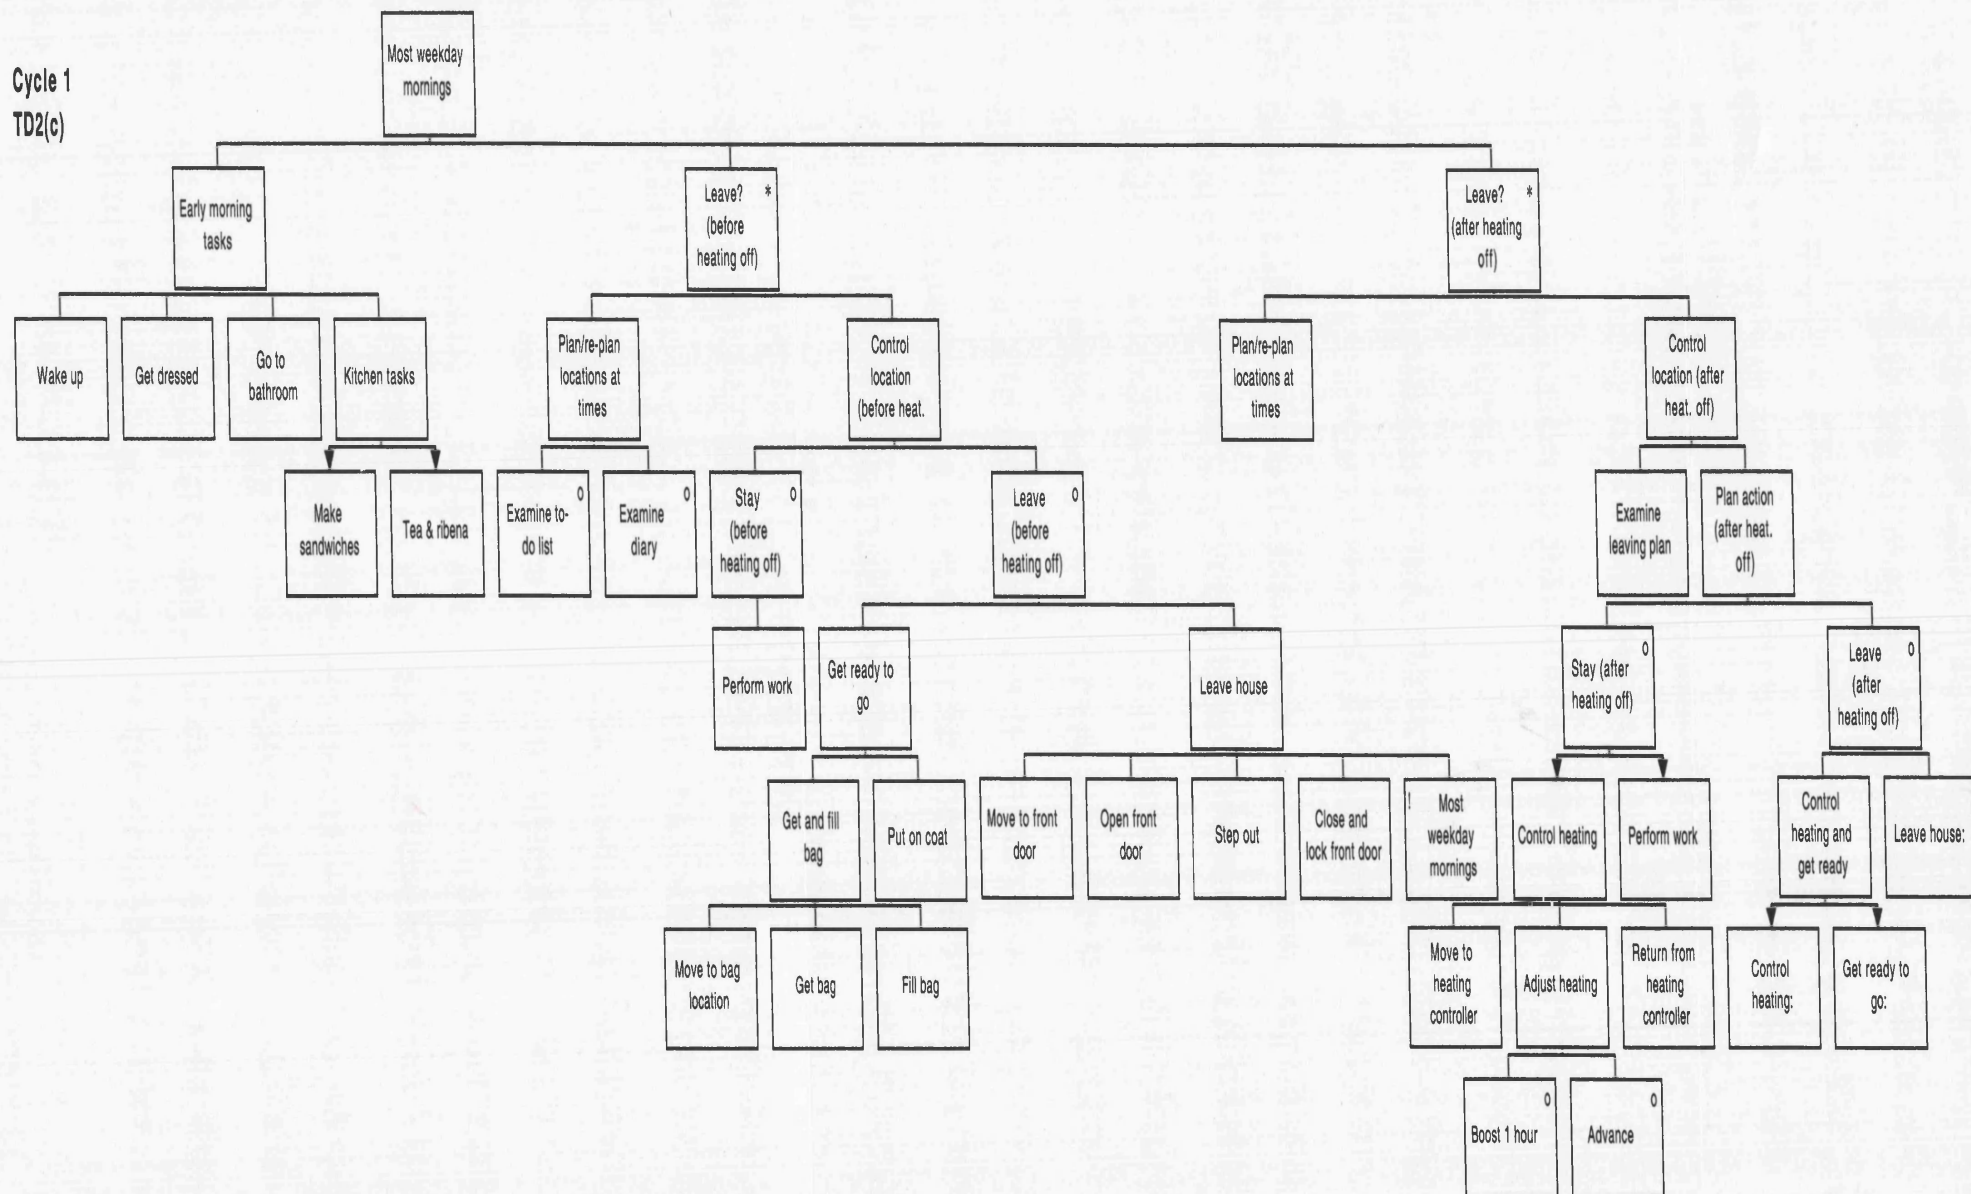 Cycle 1
TD2(c)
Most weekday
mornings
Early morning
tasks
Leave? *
(before
heating off)
Leave? *
(after heating
off)
Wake up
Get dressed
Go to
bathroom
Kitchen tasks
Plan/re-plan
locations at
times
Control
location
(before heat.
Plan/re-plan
locations at
times
Control
location (after
heat. off)
Make
sandwiches
Tea & ribena
o
Examine to-
do list
o
Examine
diary
Stay o
(before
heating off)
Leave o
(before
heating off)
Examine
leaving plan
Plan action
(after heat.
off)
Perform work
Get ready to
go
Leave house
o
Stay (after
heating off)
Leave o
(after
heating off)
Get and fill
bag
Put on coat
Move to front
door
Open front
door
Step out
Close and
lock front door
! Most
weekday
mornings
Control heating
Perform work
Control
heating and
get ready
Leave house:
Move to bag
location
Get bag
Fill bag
Move to
heating
controller
Adjust heating
Return from
heating
controller
Control
heating:
Get ready to
go:
o
Boost 1 hour
o
Advance